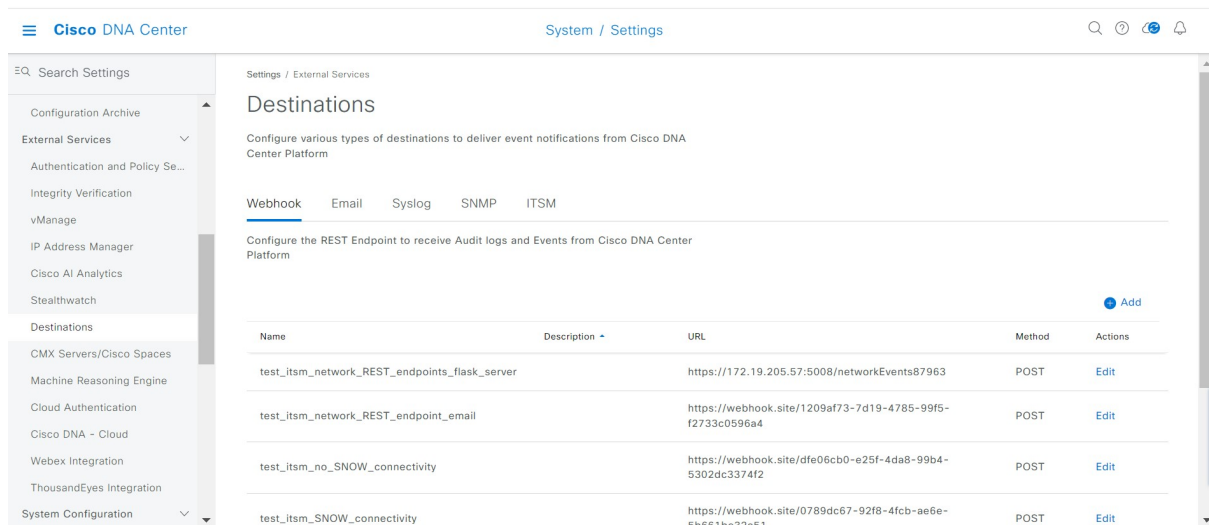 Cisco DNA Center
System / Settings
Search Settings
Configuration Archive
External Services
Authentication and Policy Se...
Integrity Verification
vManage
IP Address Manager
Cisco AI Analytics
Stealthwatch
Destinations
CMX Servers/Cisco Spaces
Machine Reasoning Engine
Cloud Authentication
Cisco DNA - Cloud
Webex Integration
ThousandEyes Integration
System Configuration
Settings / External Services
Destinations
Configure various types of destinations to deliver event notifications from Cisco DNA
Center Platform
Webhook Email Syslog SNMP ITSM
Configure the REST Endpoint to receive Audit logs and Events from Cisco DNA Center
Platform
Add
Name Description URL Method Actions
test_itsm_network_REST_endpoints_flask_server https://172.19.205.57:5008/networkEvents87963 POST Edit
test_itsm_network_REST_endpoint_email https://webhook.site/1209af73-7d19-4785-99f5-
f2733c0596a4 POST Edit
test_itsm_no_SNOW_connectivity https://webhook.site/dfe06cb0-e25f-4da8-99b4-
5302dc3374f2 POST Edit
test_itsm_SNOW_connectivity https://webhook.site/0789dc67-92f8-4fcb-ae6e-
POST Edit